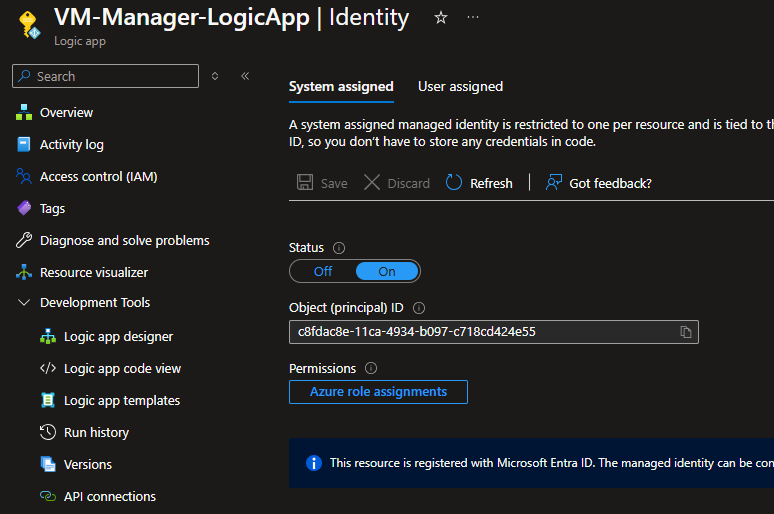 VM-Manager-LogicApp | Identity
Logic app
Search
Overview
Activity log
Access control (IAM)
Tags
Diagnose and solve problems
Resource visualizer
Development Tools
Logic app designer
Logic app code view
Logic app templates
Run history
Versions
API connections
System assigned User assigned
A system assigned managed identity is restricted to one per resource and is tied to th
ID, so you don't have to store any credentials in code.
Save Discard Refresh Got feedback?
Status
Off On
Object (principal) ID
c8fdac8e-11ca-4934-b097-c718cd424e55
Permissions
Azure role assignments
This resource is registered with Microsoft Entra ID. The managed identity can be con